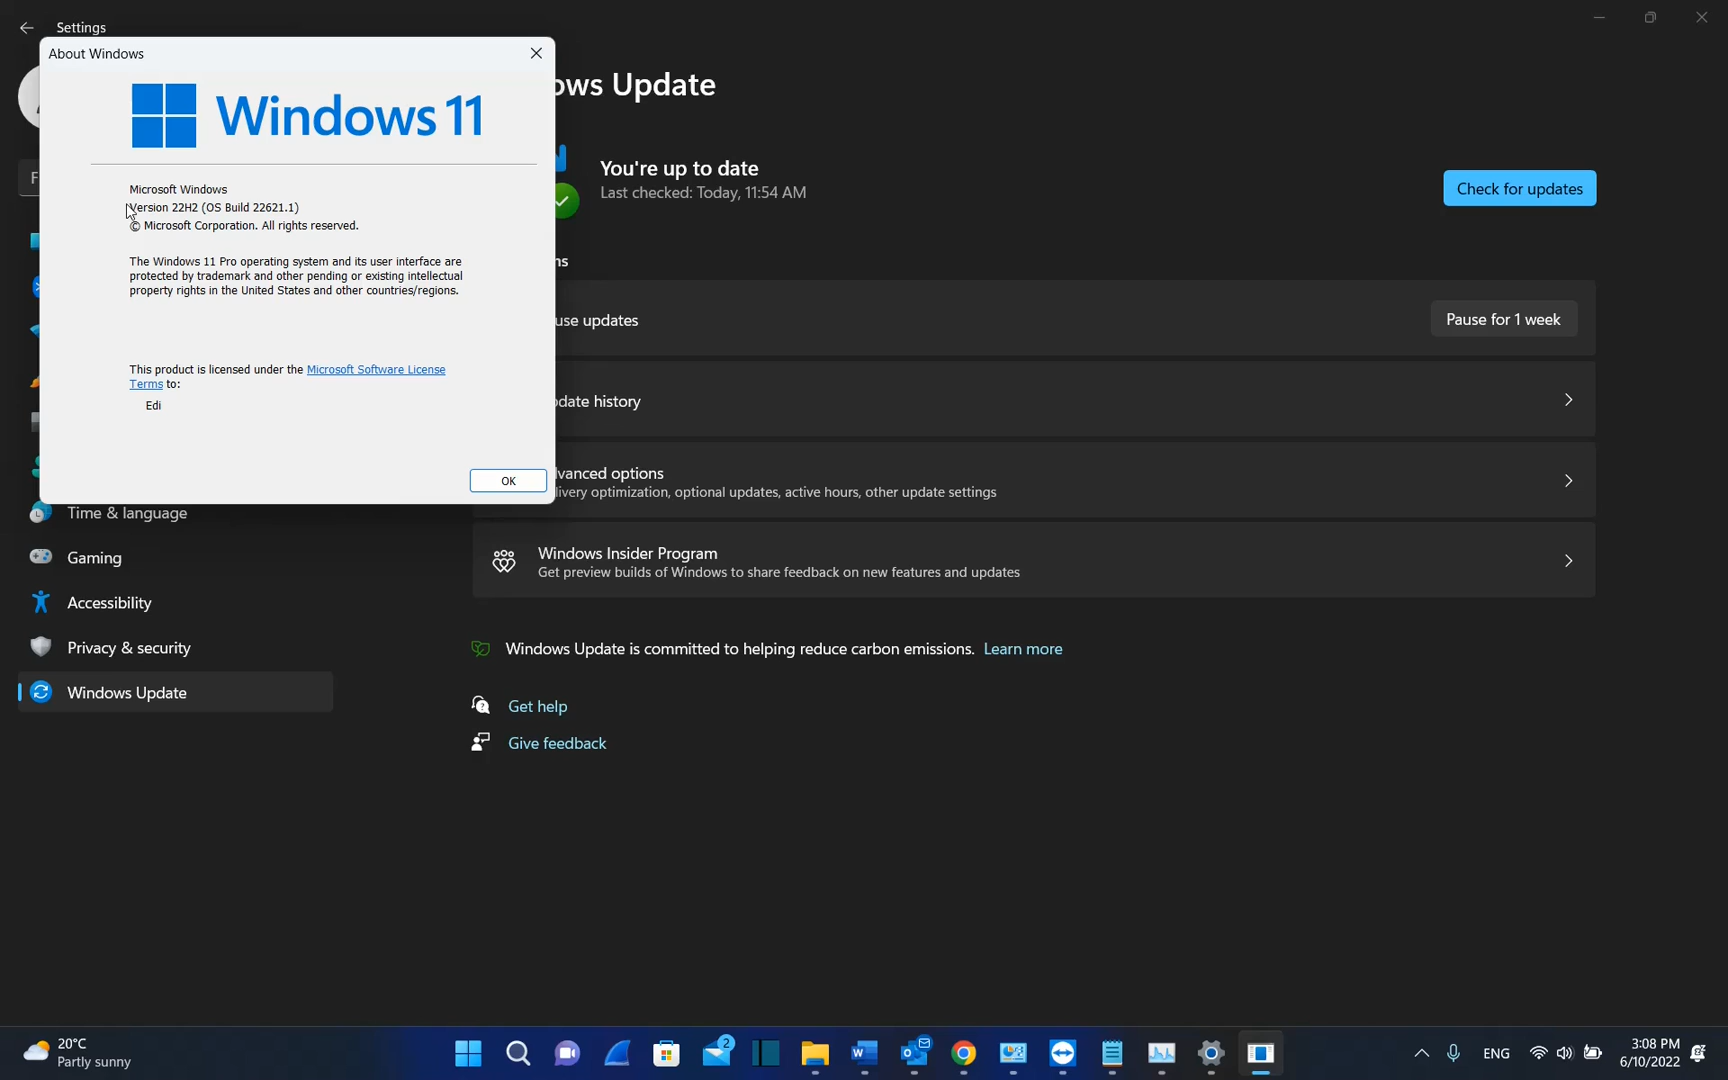 Settings
About Windows
Windows 11
Microsoft Windows
Version 22H2 (OS Build 22621.1)
© Microsoft Corporation. All rights reserved.
The Windows 11 Pro operating system and its user interface are
protected by trademark and other pending or existing intellectual
property rights in the United States and other countries/regions.
This product is licensed under the Microsoft Software License
Terms to:
Edi
OK
ows Update
You're up to date
Last checked: Today, 11:54 AM
Check for updates
ns
use updates
Pause for 1 week
date history
vanced options
livery optimization, optional updates, active hours, other update settings
Windows Insider Program
Get preview builds of Windows to share feedback on new features and updates
Windows Update is committed to helping reduce carbon emissions. Learn more
Get help
Give feedback
F
Time & language
Gaming
Accessibility
Privacy & security
Windows Update
20°C
Partly sunny
2
ENG
3:08 PM
6/10/2022